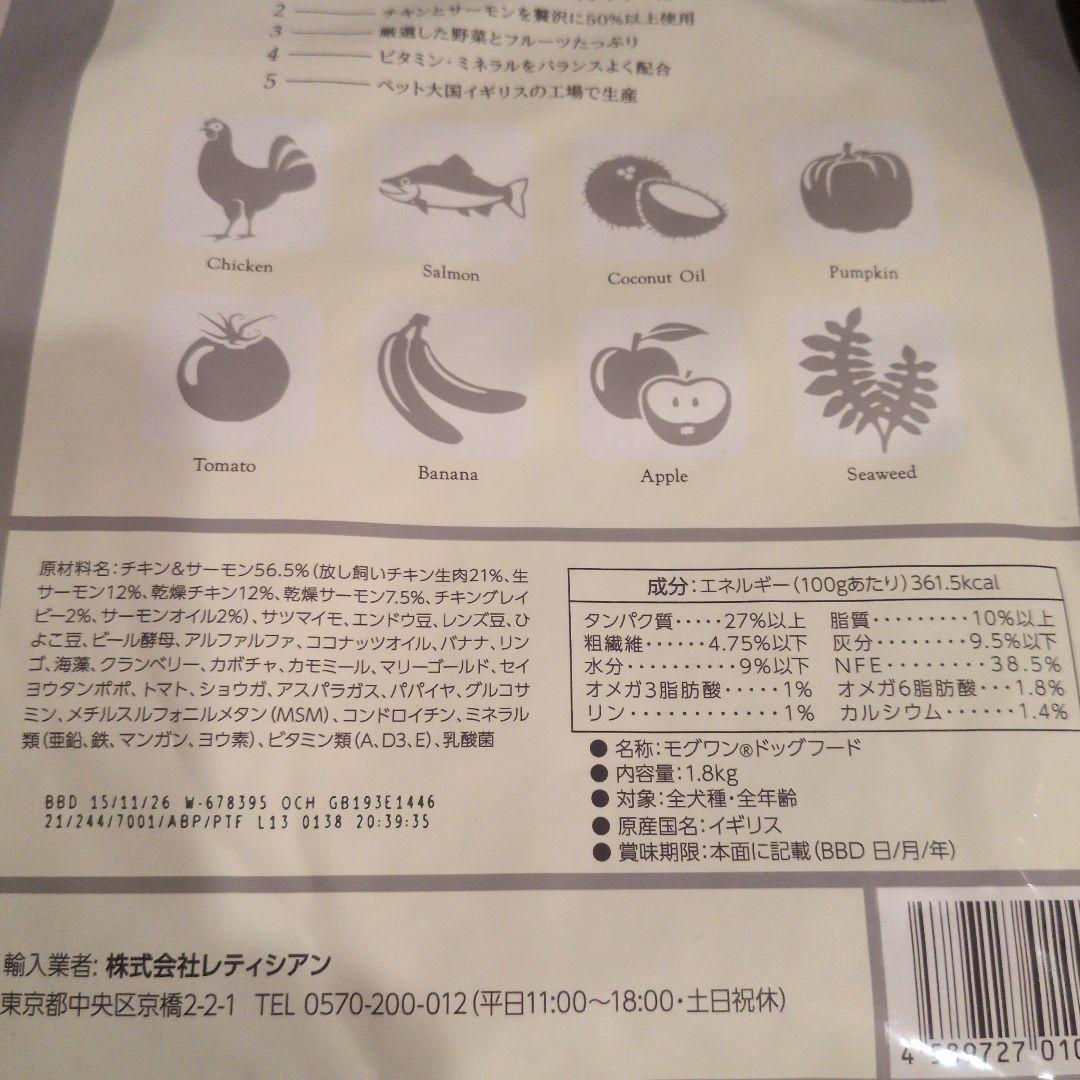 2 チキンとサーモンを贅沢に50%以上使用
3 厳選した野菜とフルーツたっぷり
4 ビタミン・ミネラルをバランスよく配合
5 ペット大国イギリスの工場で生産
Chicken
Salmon
Coconut Oil
Pumpkin
Tomato
Banana
Apple
Seaweed
原材料名:チキン&サーモン56.5%(放し飼いチキン生肉21%、生
サーモン12%、乾燥チキン12%、乾燥サーモン7.5%、チキングレイ
ビー2%、サーモンオイル2%)、サツマイモ、エンドウ豆、レンズ豆、ひ
よこ豆、ビール酵母、アルファルファ、ココナッツオイル、バナナ、リン
ゴ、海藻、クランベリー、カボチャ、カモミール、マリーゴールド、セイ
ヨウタンポポ、トマト、ショウガ、アスパラガス、パパイヤ、グルコサ
ミン、メチルスルフォニルメタン(MSM)、コンドロイチン、ミネラル
類(亜鉛、鉄、マンガン、ヨウ素)、ビタミン類(A、D3、E)、乳酸菌
BBD 15/11/26 W-678395 OCH GB193E1446
21/244/7001/ABP/PTF L13 0138 20:39:35
成分:エネルギー(100gあたり)361.5kcal
タンパク質・・・・・27%以上 脂質・・・・・・・・・10%以上
粗繊維・・・・・・4.75%以下 灰分・・・・・・・・9.5%以下
水分・・・・・・・・・・9%以下 NFE・・・・・・・・38.5%
オメガ3脂肪酸・・・・・1% オメガ6脂肪酸・・・1.8%
リン・・・・・・・・・・・・1% カルシウム・・・・・・1.4%
● 名称:モグワン®ドッグフード
● 内容量:1.8kg
● 対象:全犬種・全年齢
● 原産国名:イギリス
● 賞味期限:本面に記載(BBD 日/月/年)
輸入業者: 株式会社レティシアン
東京都中央区京橋2-2-1 TEL 0570-200-012(平日11:00〜18:00・土日祝休)
4 589727 010